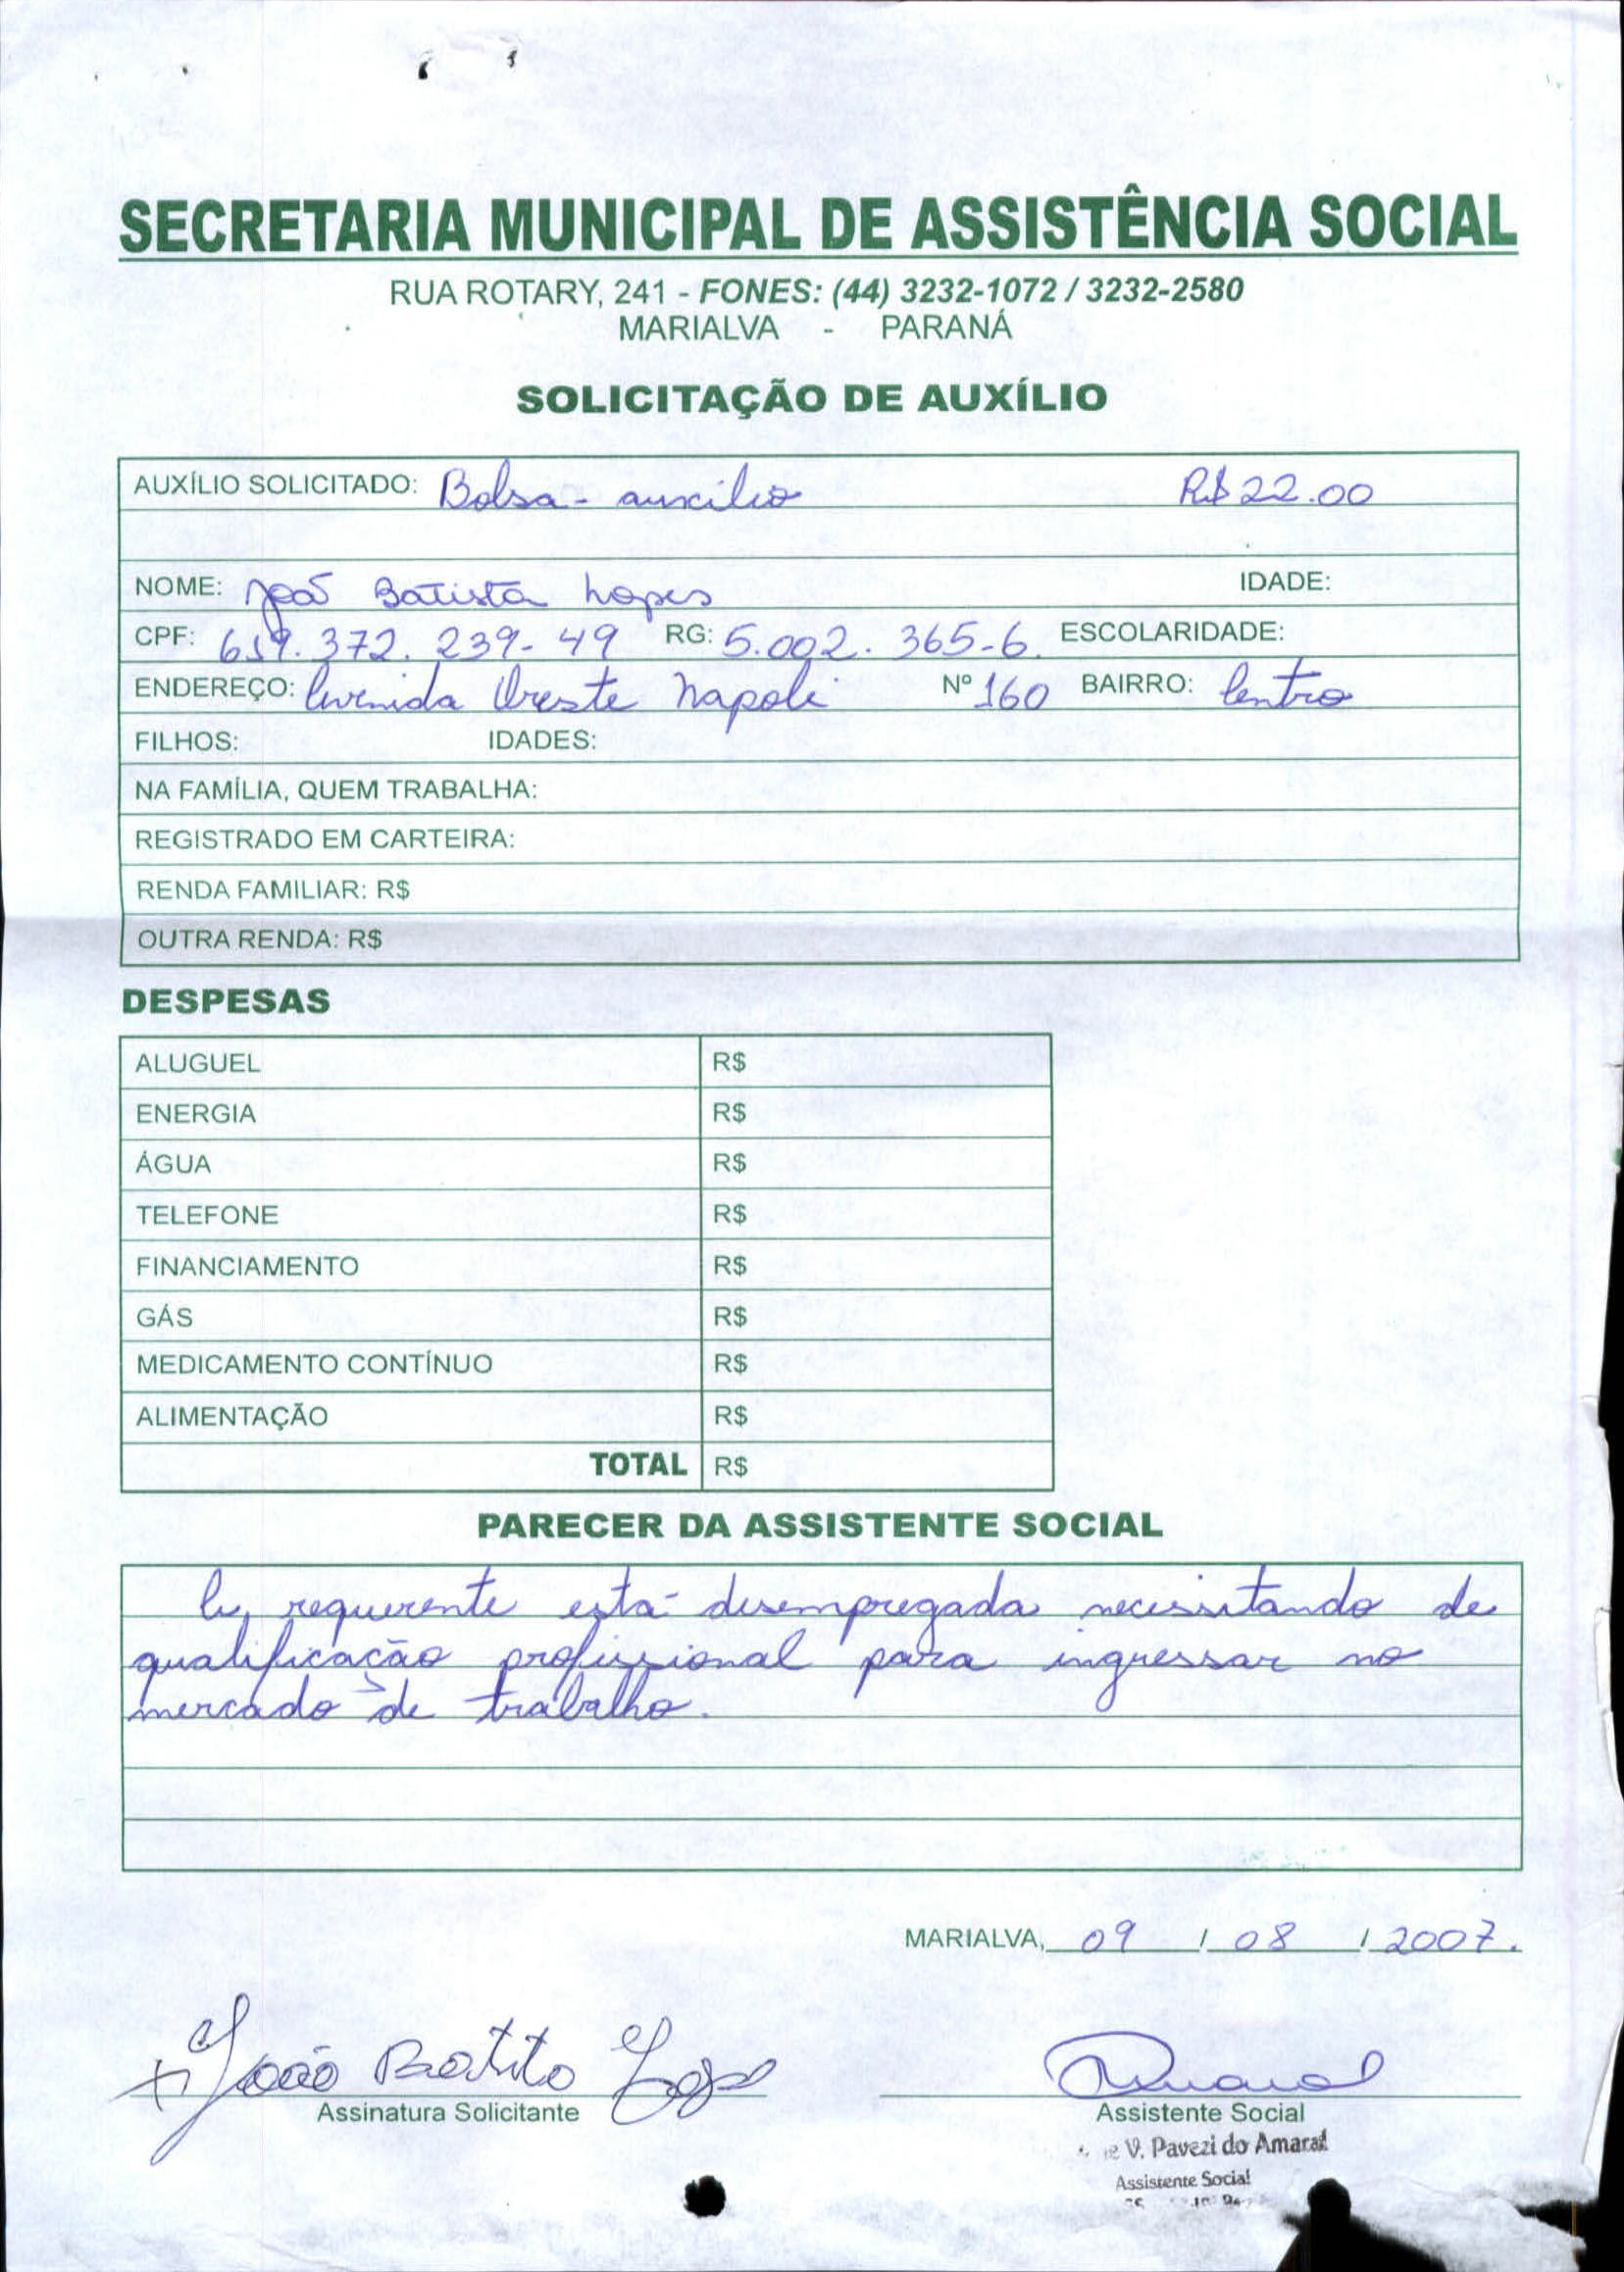 SECRETARIA MUNICIPAL DE ASSISTÊNCIA SOCIAL
RUA ROTARY, 241 - FONES: (44) 3232-1072 / 3232-2580
MARIALVA - PARANÁ
SOLICITAÇÃO DE AUXÍLIO
AUXÍLIO SOLICITADO: Bolsa - auxílio R$ 22.00
NOME: João Batista Lopes IDADE:
CPF: 659.372.239-49 RG: 5.002.365-6 ESCOLARIDADE:
ENDEREÇO: Avenida Oreste Napoli Nº 160 BAIRRO: Centro
FILHOS: IDADES:
NA FAMÍLIA, QUEM TRABALHA:
REGISTRADO EM CARTEIRA:
RENDA FAMILIAR: R$
OUTRA RENDA: R$
DESPESAS
ALUGUEL R$
ENERGIA R$
ÁGUA R$
TELEFONE R$
FINANCIAMENTO R$
GÁS R$
MEDICAMENTO CONTÍNUO R$
ALIMENTAÇÃO R$
TOTAL R$
PARECER DA ASSISTENTE SOCIAL
A requerente está desempregada necessitando de
qualificação profissional para ingressar no
mercado de trabalho.
MARIALVA, 09 / 08 / 2007.
João Batista Lopes
Assinatura Solicitante
Amaral
Assistente Social
V. Pavezi do Amaral
Assistente Social